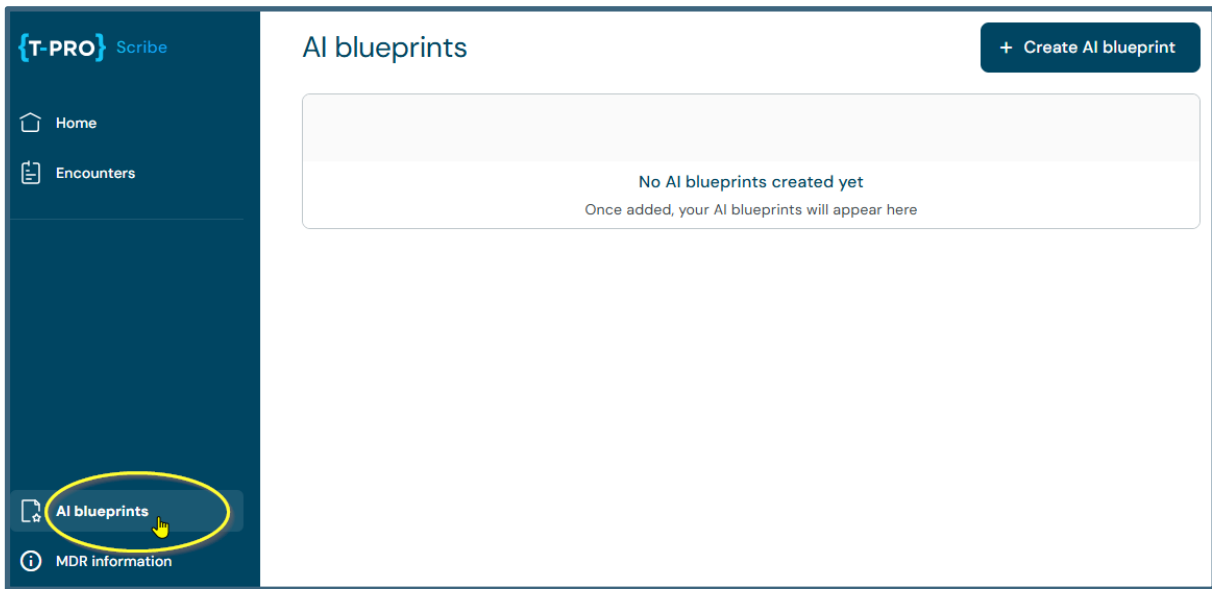 {T-PRO} Scribe
Home
Encounters
AI blueprints
MDR information
AI blueprints
+ Create AI blueprint
No AI blueprints created yet
Once added, your AI blueprints will appear here